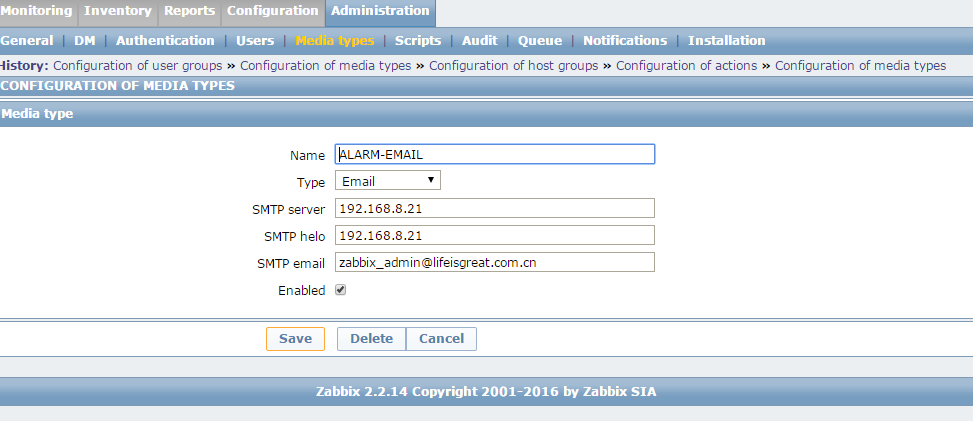 Monitoring Inventory Reports Configuration Administration
General | DM | Authentication | Users | Media types | Scripts | Audit | Queue | Notifications | Installation
History: Configuration of user groups » Configuration of media types » Configuration of host groups » Configuration of actions » Configuration of media types
CONFIGURATION OF MEDIA TYPES
Media type
Name ALARM-EMAIL
Type Email
SMTP server 192.168.8.21
SMTP helo 192.168.8.21
SMTP email zabbix_admin@lifeisgreat.com.cn
Enabled
Save Delete Cancel
Zabbix 2.2.14 Copyright 2001-2016 by Zabbix SIA